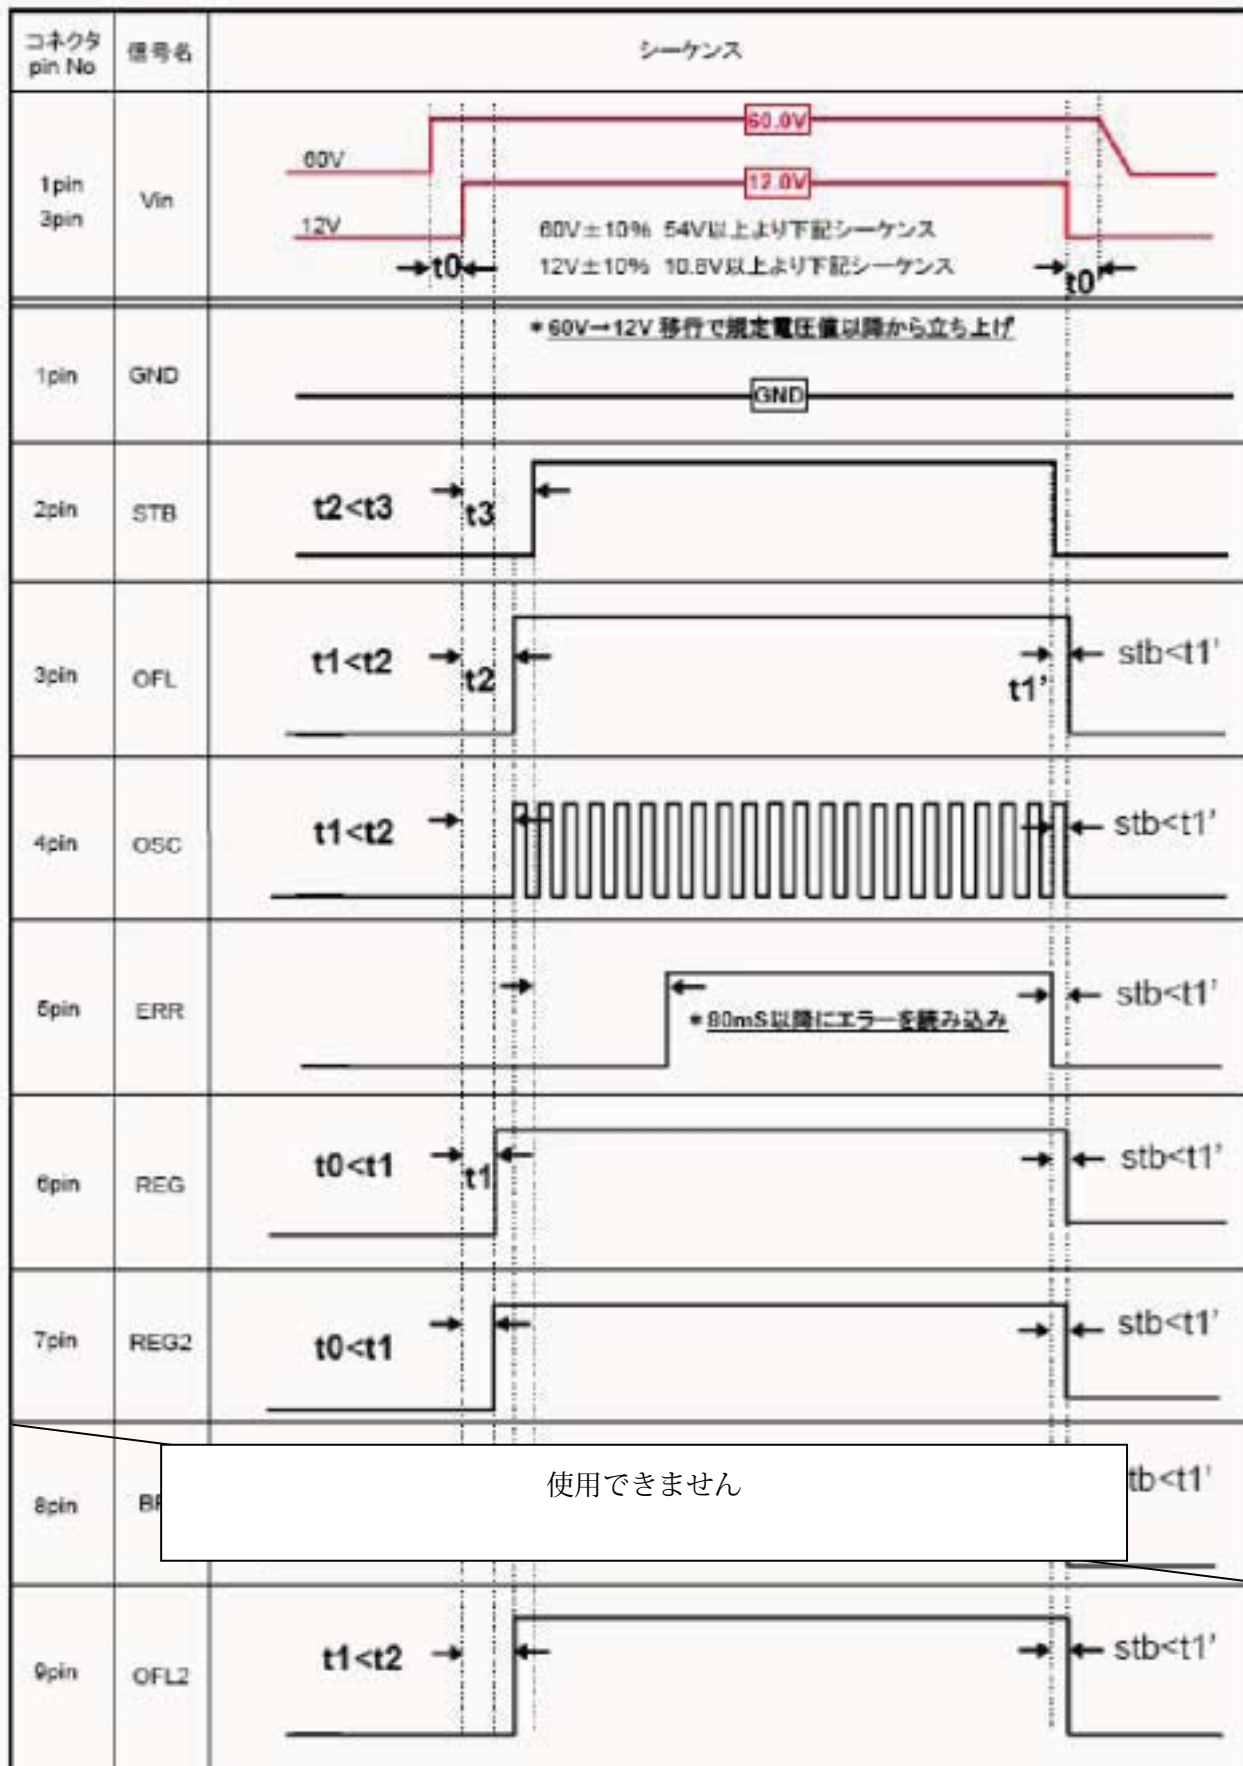 コネクタ pin No 信号名 シーケンス
1pin 3pin Vin
60V
60.0V
12V
12.0V
60V±10% 54V以上より下記シーケンス
12V±10% 10.8V以上より下記シーケンス
t0
t0
1pin GND
*60V→12V 移行で規定電圧値以降から立ち上げ
GND
2pin STB t2<t3 t3
3pin OFL t1<t2 t2 t1' stb<t1'
4pin OSC t1<t2 stb<t1'
5pin ERR stb<t1'
*80mS以降にエラーを読み込み
6pin REG t0<t1 t1 stb<t1'
7pin REG2 t0<t1 stb<t1'
使用できません
8pin tb<t1'
9pin OFL2 t1<t2 stb<t1'